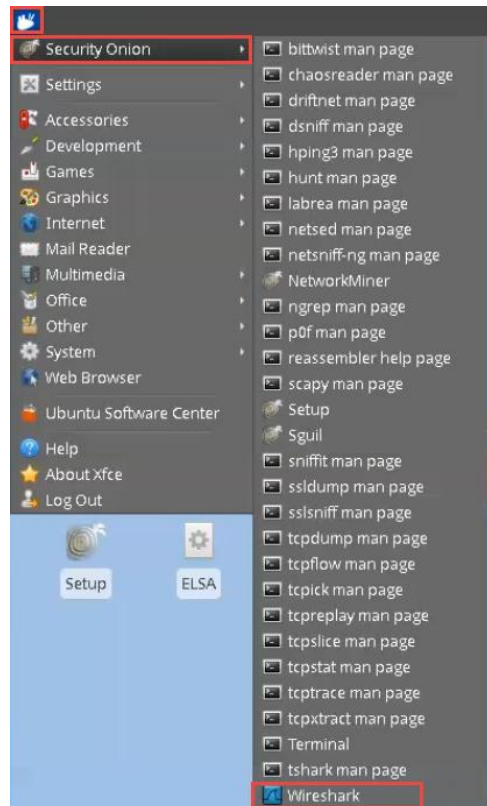 Security Onion
Settings
Accessories
Development
Games
Graphics
Internet
Mail Reader
Multimedia
Office
Other
System
Web Browser
Ubuntu Software Center
Help
About Xfce
Log Out
Setup
ELSA
bittwist man page
chaosreader man page
driftnet man page
dsniff man page
hping3 man page
hunt man page
labrea man page
netsed man page
netsniff-ng man page
NetworkMiner
ngrep man page
p0f man page
reassembler help page
scapy man page
Setup
Sguil
sniffit man page
ssldump man page
sslsniff man page
tcpdump man page
tcpflow man page
tcpick man page
tcpreplay man page
tcpslice man page
tcpstat man page
tcptrace man page
tcpxtract man page
Terminal
tshark man page
Wireshark